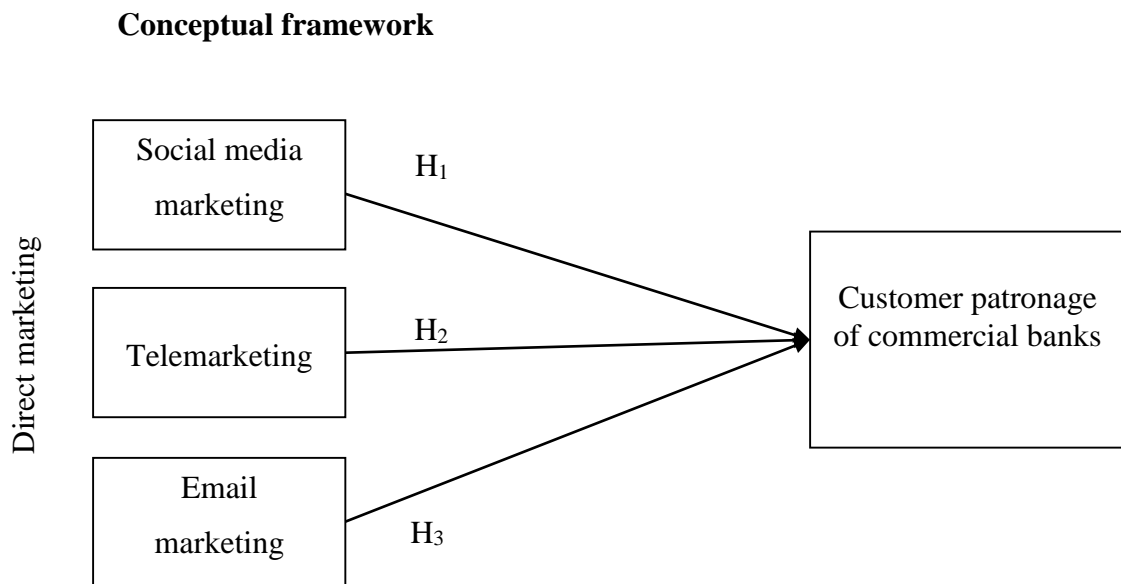 Conceptual framework
Direct marketing
Social media
marketing
H₁
Telemarketing
H₂
Email
marketing
H₃
Customer patronage
of commercial banks